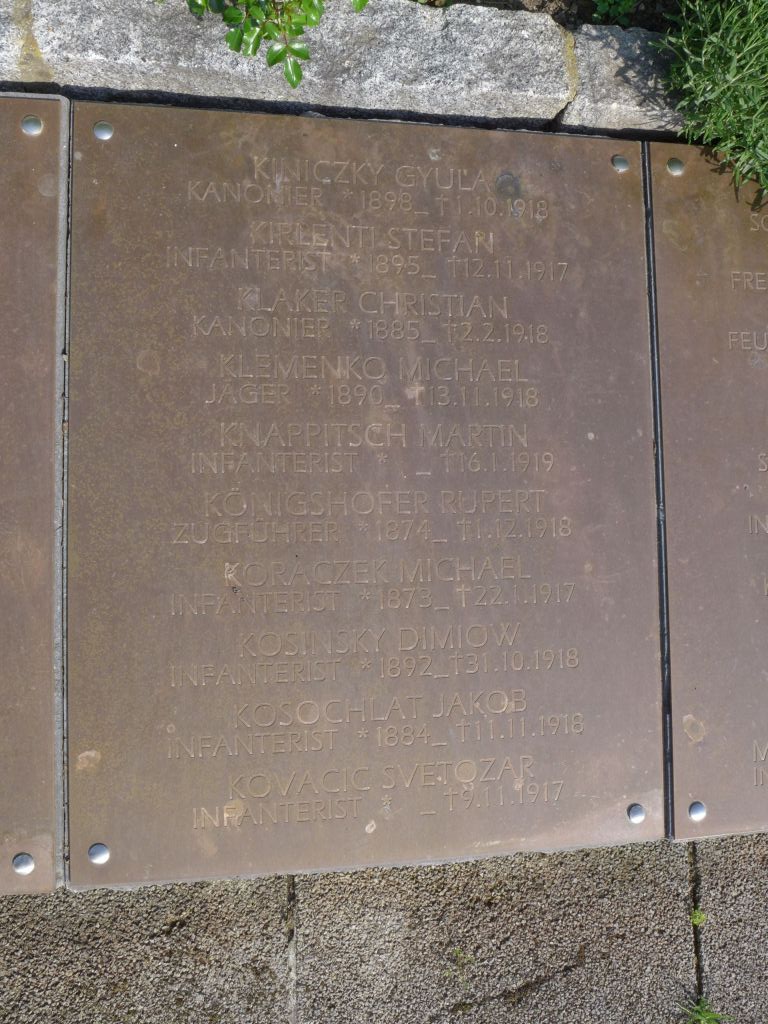 KINICZKY GYULA
KANONIER *1898_ †1.10.1918
KIRLENTI STEFAN
INFANTERIST *1895_ †12.11.1917
KLAKER CHRISTIAN
KANONIER *1885_ †2.2.1918
KLEMENKO MICHAEL
JÄGER *1890_ †13.11.1918
KNAPPITSCH MARTIN
INFANTERIST * _ †16.1.1919
KÖNIGSHOFER RUPERT
ZUGFÜHRER *1874_ †1.12.1918
KORACZEK MICHAEL
INFANTERIST *1873_ †22.1.1917
KOSINSKY DIMIOW
INFANTERIST *1892_ †31.10.1918
KOSOCHLAT JAKOB
INFANTERIST *1884_ †11.11.1918
KOVACIC SVETOZAR
INFANTERIST * _ †9.11.1917